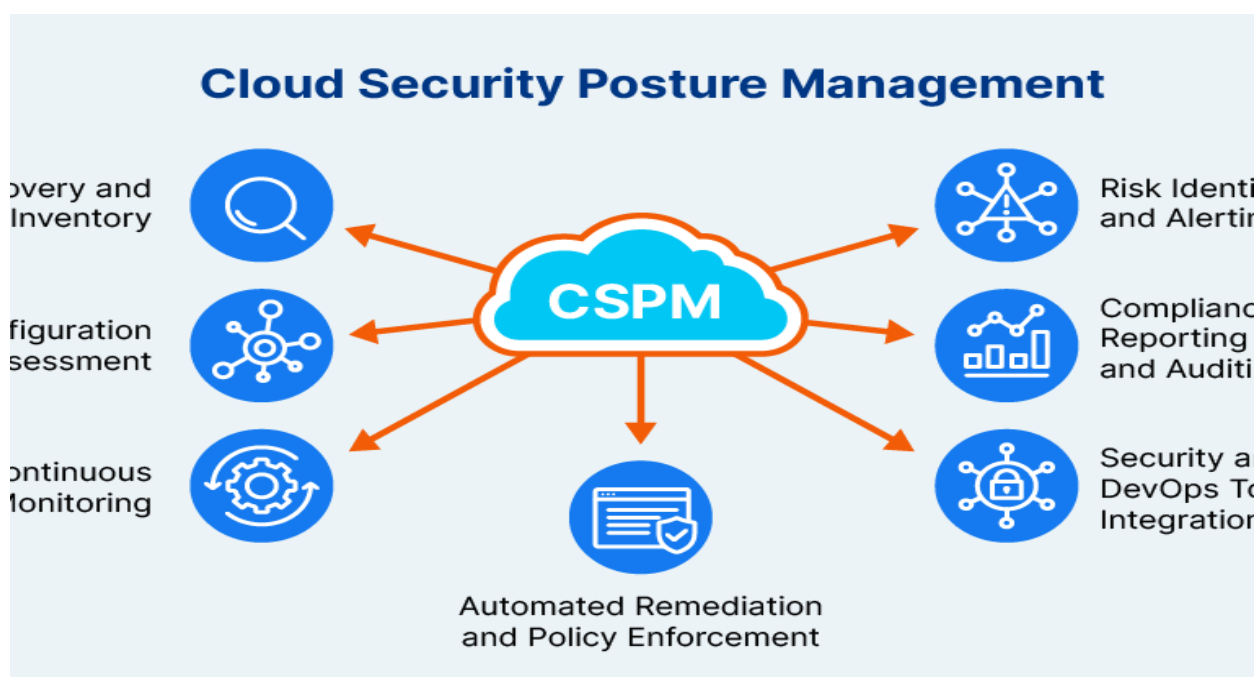 Cloud Security Posture Management
overy and
Inventory
figuration
sessment
ontinuous
Monitoring
CSPM
Automated Remediation
and Policy Enforcement
Risk Identi
and Alertin
Complianc
Reporting
and Auditi
Security a
DevOps To
Integration